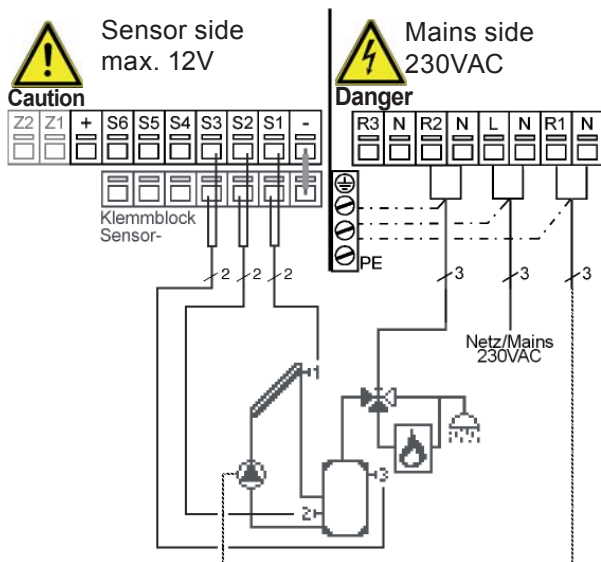 Sensor side
max. 12V
Caution
Mains side
230VAC
Danger
Z2 Z1 + S6 S5 S4 S3 S2 S1 -
R3 N R2 N L N R1 N
Klemmblock
Sensor-
PE
2 2 2
3 3 3
Netz/Mains
230VAC
1
3
2